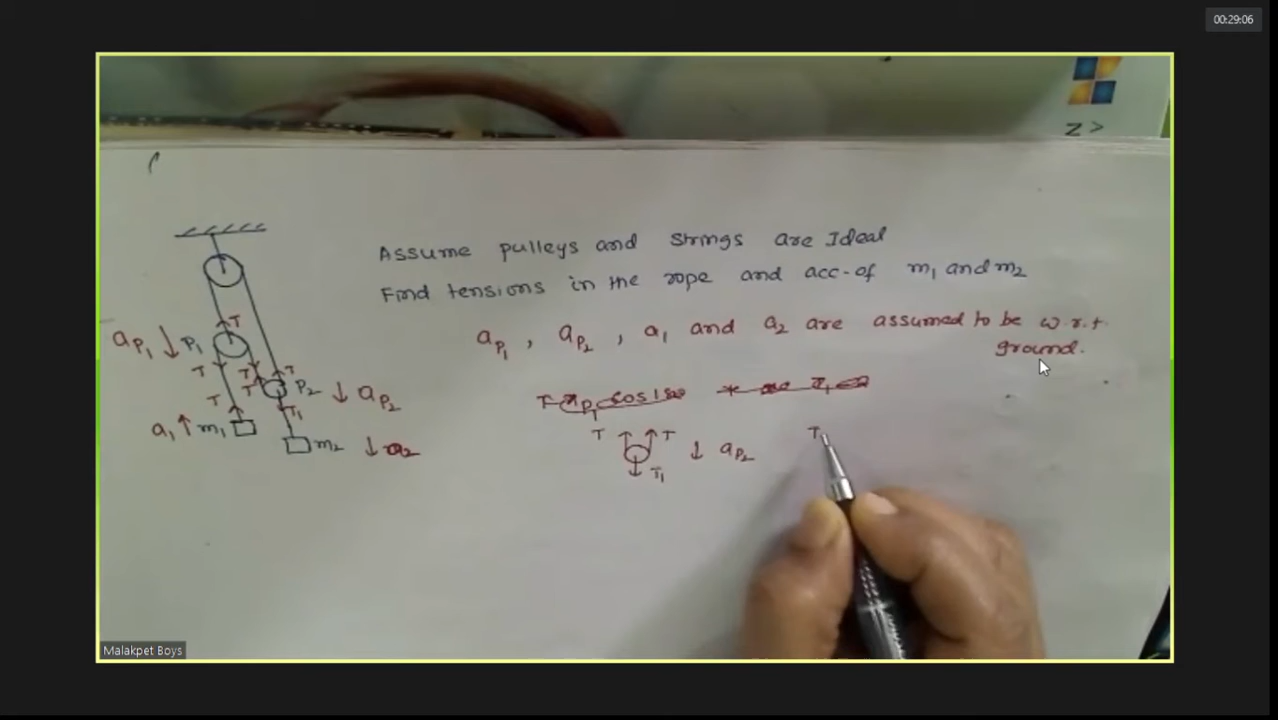 00:29:06
Z >
Assume pulleys and strings are Ideal
Find tensions in the rope and acc-of m₁ and m₂
aP₁, aP₂, a₁ and a₂ are assumed to be w.r.t.
ground.
T
aP₁ ↓ P₁
T T
T T
P₂ ↓ aP₂
T
T₁
a₁ ↑ m₁
m₂ ↓ a₂
T T
↓ aP₂
T₁
T
Malakpet Boys